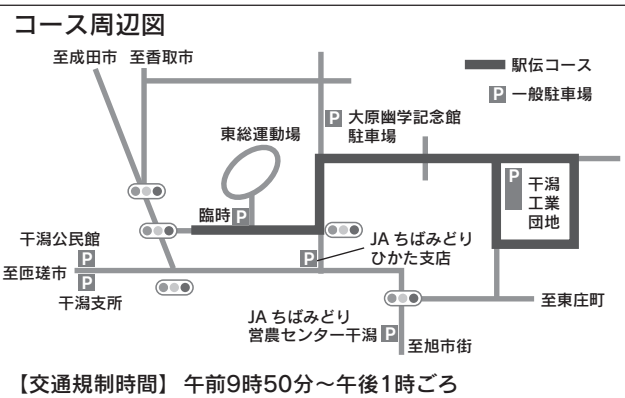 コース周辺図
至成田市 至香取市
駅伝コース
P 一般駐車場
P 大原幽学記念館
駐車場
東総運動場
P 干潟
工業
団地
臨時 P
干潟公民館
P
JA ちばみどり
ひかた支店
P
至匝瑳市
P
干潟支所
至東庄町
JA ちばみどり
営農センター干潟 P
至旭市街
【交通規制時間】 午前9時50分～午後1時ごろ